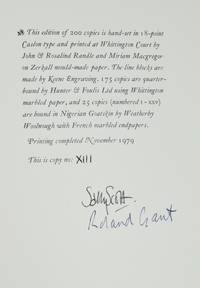 This edition of 200 copies is hand-set in 18-point
Caslon type and printed at Whittington Court by
John & Rosalind Randle and Miriam Macgregor
on Zerkall mould-made paper. The line blocks are
made by Keene Engraving. 175 copies are quarter-
bound by Hunter & Foulis Ltd using Whittington
marbled paper, and 25 copies (numbered I-XXV)
are bound in Nigerian Goatskin by Weatherby
Woolnough with French marbled endpapers.
Printing completed November 1979
This is copy no: XIII
Sally Scott
Roland Grant